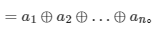 = a₁ ⊕ a₂ ⊕ … ⊕ aₙ。